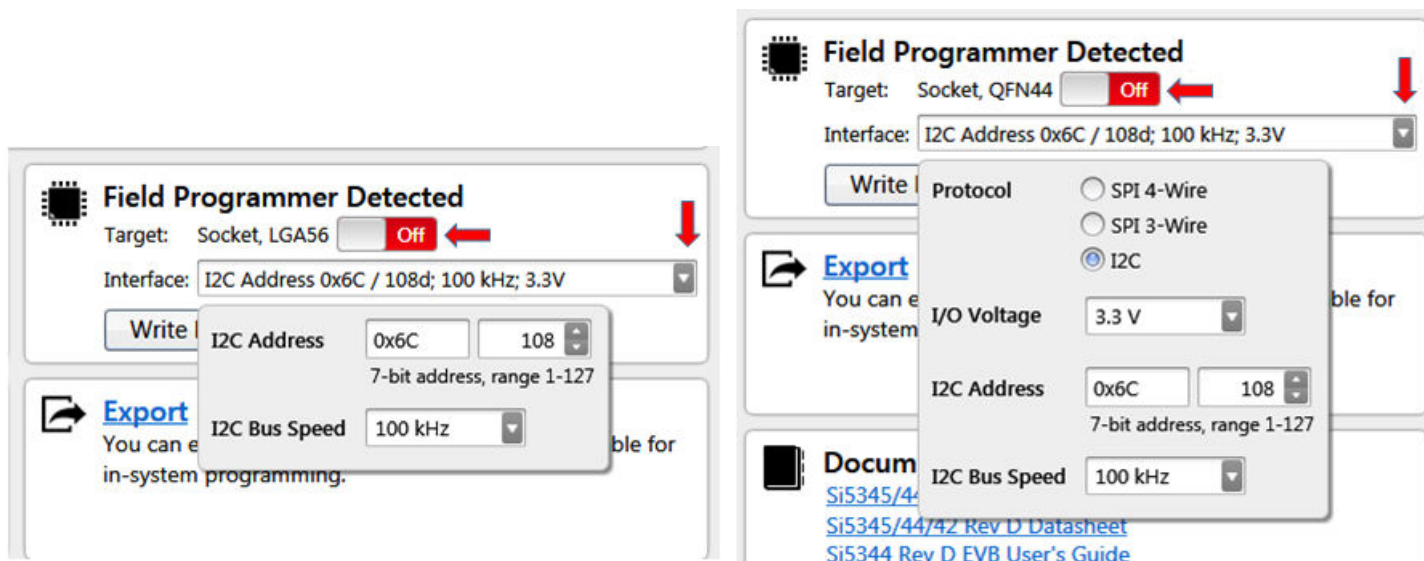 Field Programmer Detected
Target: Socket, LGA56 Off
Interface: I2C Address 0x6C / 108d; 100 kHz; 3.3V
Write
I2C Address 0x6C 108
7-bit address, range 1-127
I2C Bus Speed 100 kHz
Export
You can e ble for
in-system programming.
Field Programmer Detected
Target: Socket, QFN44 Off
Interface: I2C Address 0x6C / 108d; 100 kHz; 3.3V
Write
Protocol SPI 4-Wire
SPI 3-Wire
I2C
Export
You can e ble for
in-system
I/O Voltage 3.3 V
I2C Address 0x6C 108
7-bit address, range 1-127
I2C Bus Speed 100 kHz
Docum
Si5345/44
Si5345/44/42 Rev D Datasheet
Si5344 Rev D EVB User's Guide